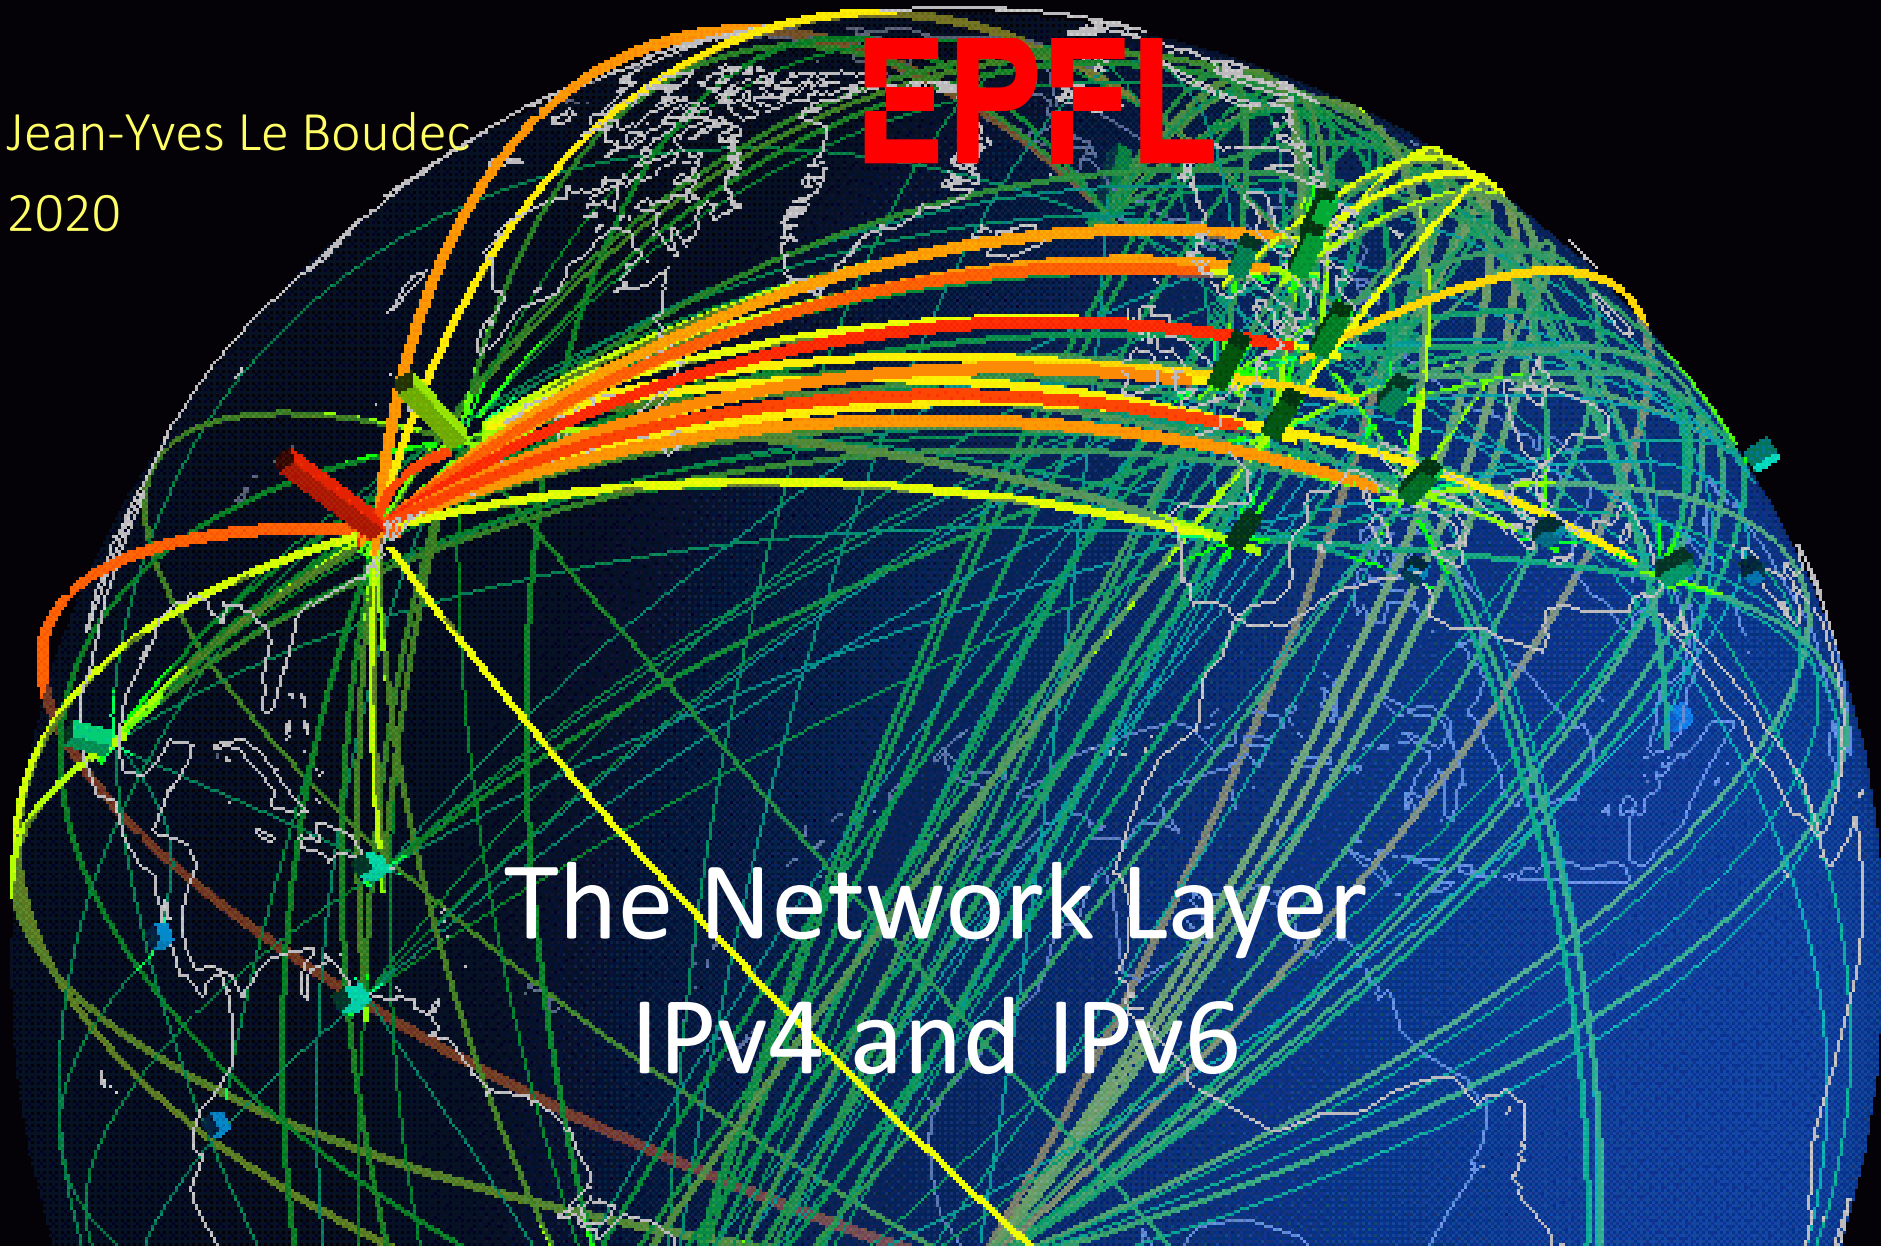 EPFL
Jean-Yves Le Boudec
2020
The Network Layer
IPv4 and IPv6